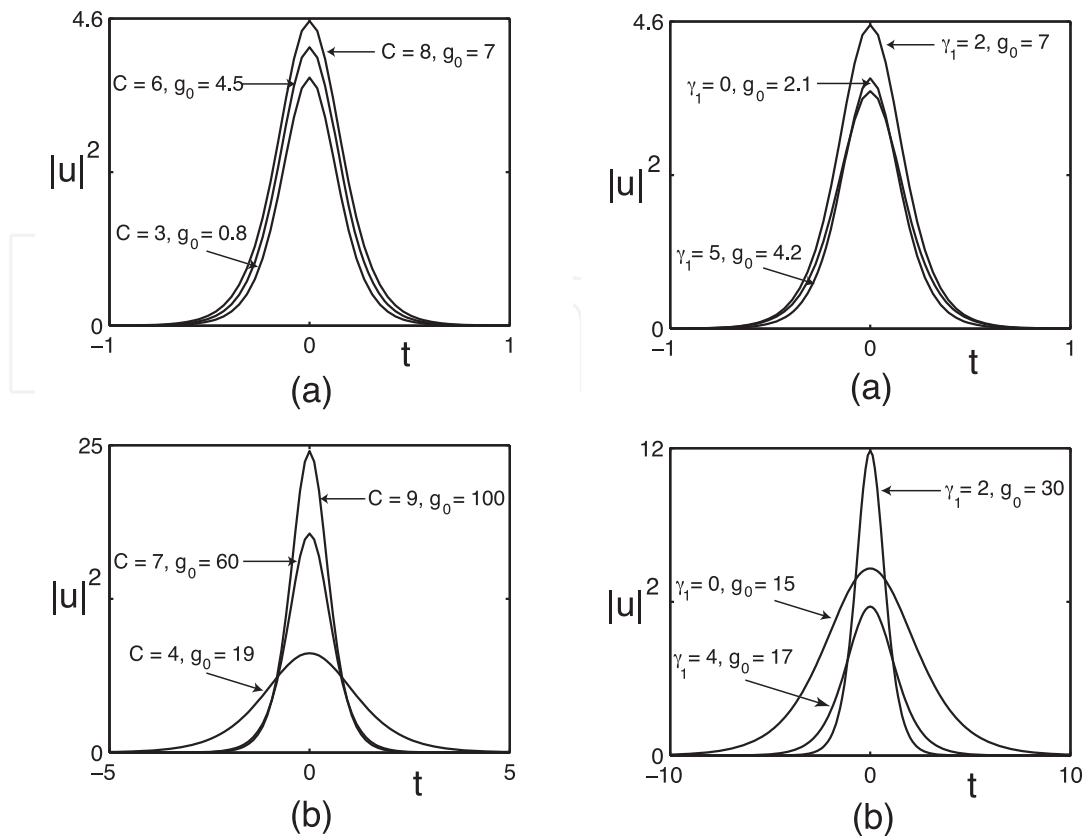 4.6
C = 8, g0 = 7
C = 6, g0 = 4.5
|u|2
2
C = 3, g0 = 0.8
0
−1
0
1
t
(a)
4.6
γ1 = 2, g0 = 7
γ1 = 0, g0 = 2.1
|u|2
2
γ1 = 5, g0 = 4.2
0
−1
0
1
t
(a)
25
C = 9, g0 = 100
C = 7, g0 = 60
|u|2
2
C = 4, g0 = 19
0
−5
0
5
t
(b)
12
γ1 = 2, g0 = 30
γ1 = 0, g0 = 15
|u|2
2
γ1 = 4, g0 = 17
0
−10
0
10
t
(b)